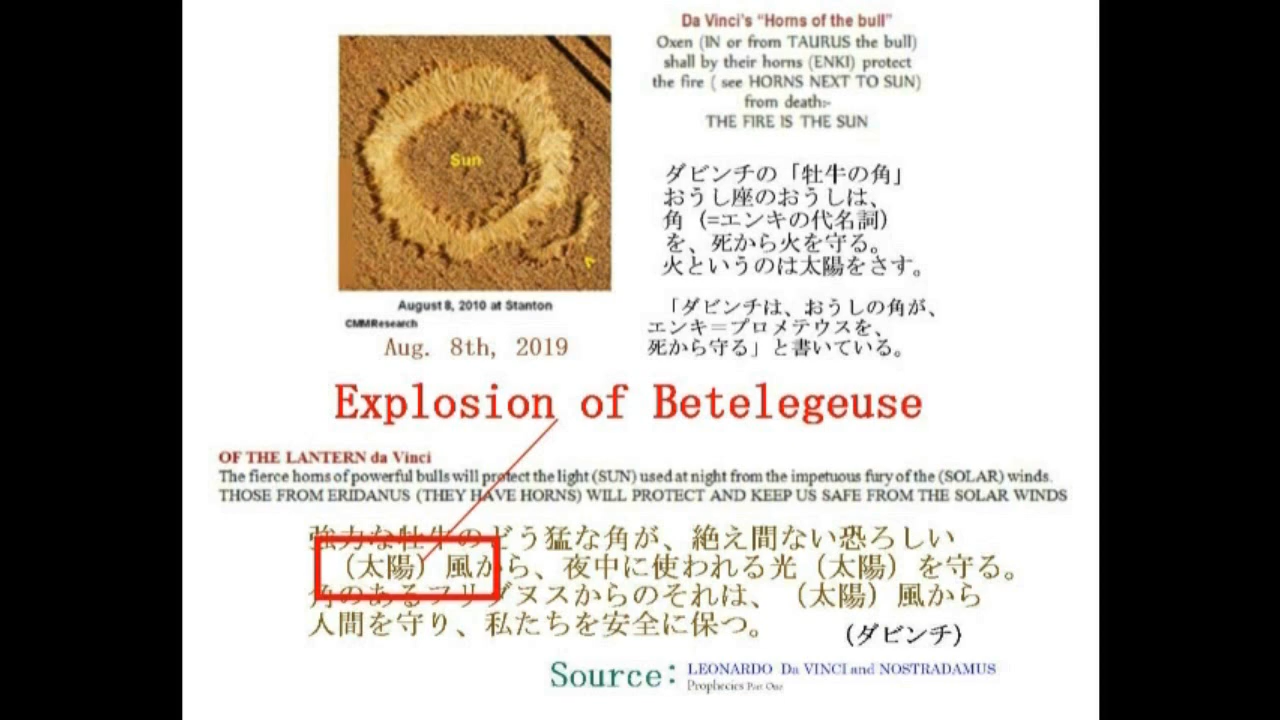 Da Vinci's "Horns of the bull"
Oxen (IN or from TAURUS the bull)
shall by their horns (ENKI) protect
the fire ( see HORNS NEXT TO SUN)
from death:-
THE FIRE IS THE SUN
Sun
August 8, 2010 at Stanton
CMMResearch
Aug. 8th, 2019
ダビンチの「牡牛の角」
おうし座のおうしは、
角（=エンキの代名詞）
を、死から火を守る。
火というのは太陽をさす。
「ダビンチは、おうしの角が、
エンキ＝プロメテウスを、
死から守る」と書いている。
Explosion of Betelegeuse
OF THE LANTERN da Vinci
The fierce horns of powerful bulls will protect the light (SUN) used at night from the impetuous fury of the (SOLAR) winds.
THOSE FROM ERIDANUS (THEY HAVE HORNS) WILL PROTECT AND KEEP US SAFE FROM THE SOLAR WINDS
強力な牡牛のどう猛な角が、絶え間ない恐ろしい
（太陽）風から、夜中に使われる光（太陽）を守る。
角のあるフリダヌスからのそれは、（太陽）風から
人間を守り、私たちを安全に保つ。
(ダビンチ)
Source: LEONARDO Da VINCI and NOSTRADAMUS
Prophecies Part One